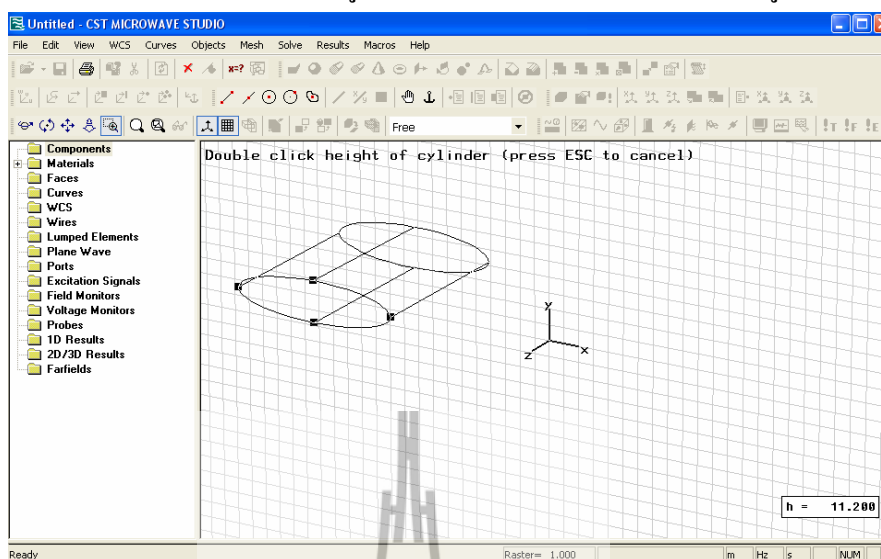 Untitled - CST MICROWAVE STUDIO
File Edit View WCS Curves Objects Mesh Solve Results Macros Help
x=?
Free
!T !F !E
Components
Materials
Faces
Curves
WCS
Wires
Lumped Elements
Plane Wave
Ports
Excitation Signals
Field Monitors
Voltage Monitors
Probes
1D Results
2D/3D Results
Farfields
Double click height of cylinder (press ESC to cancel)
y
z x
h = 11.200
Ready Raster= 1.000 m Hz s NUM